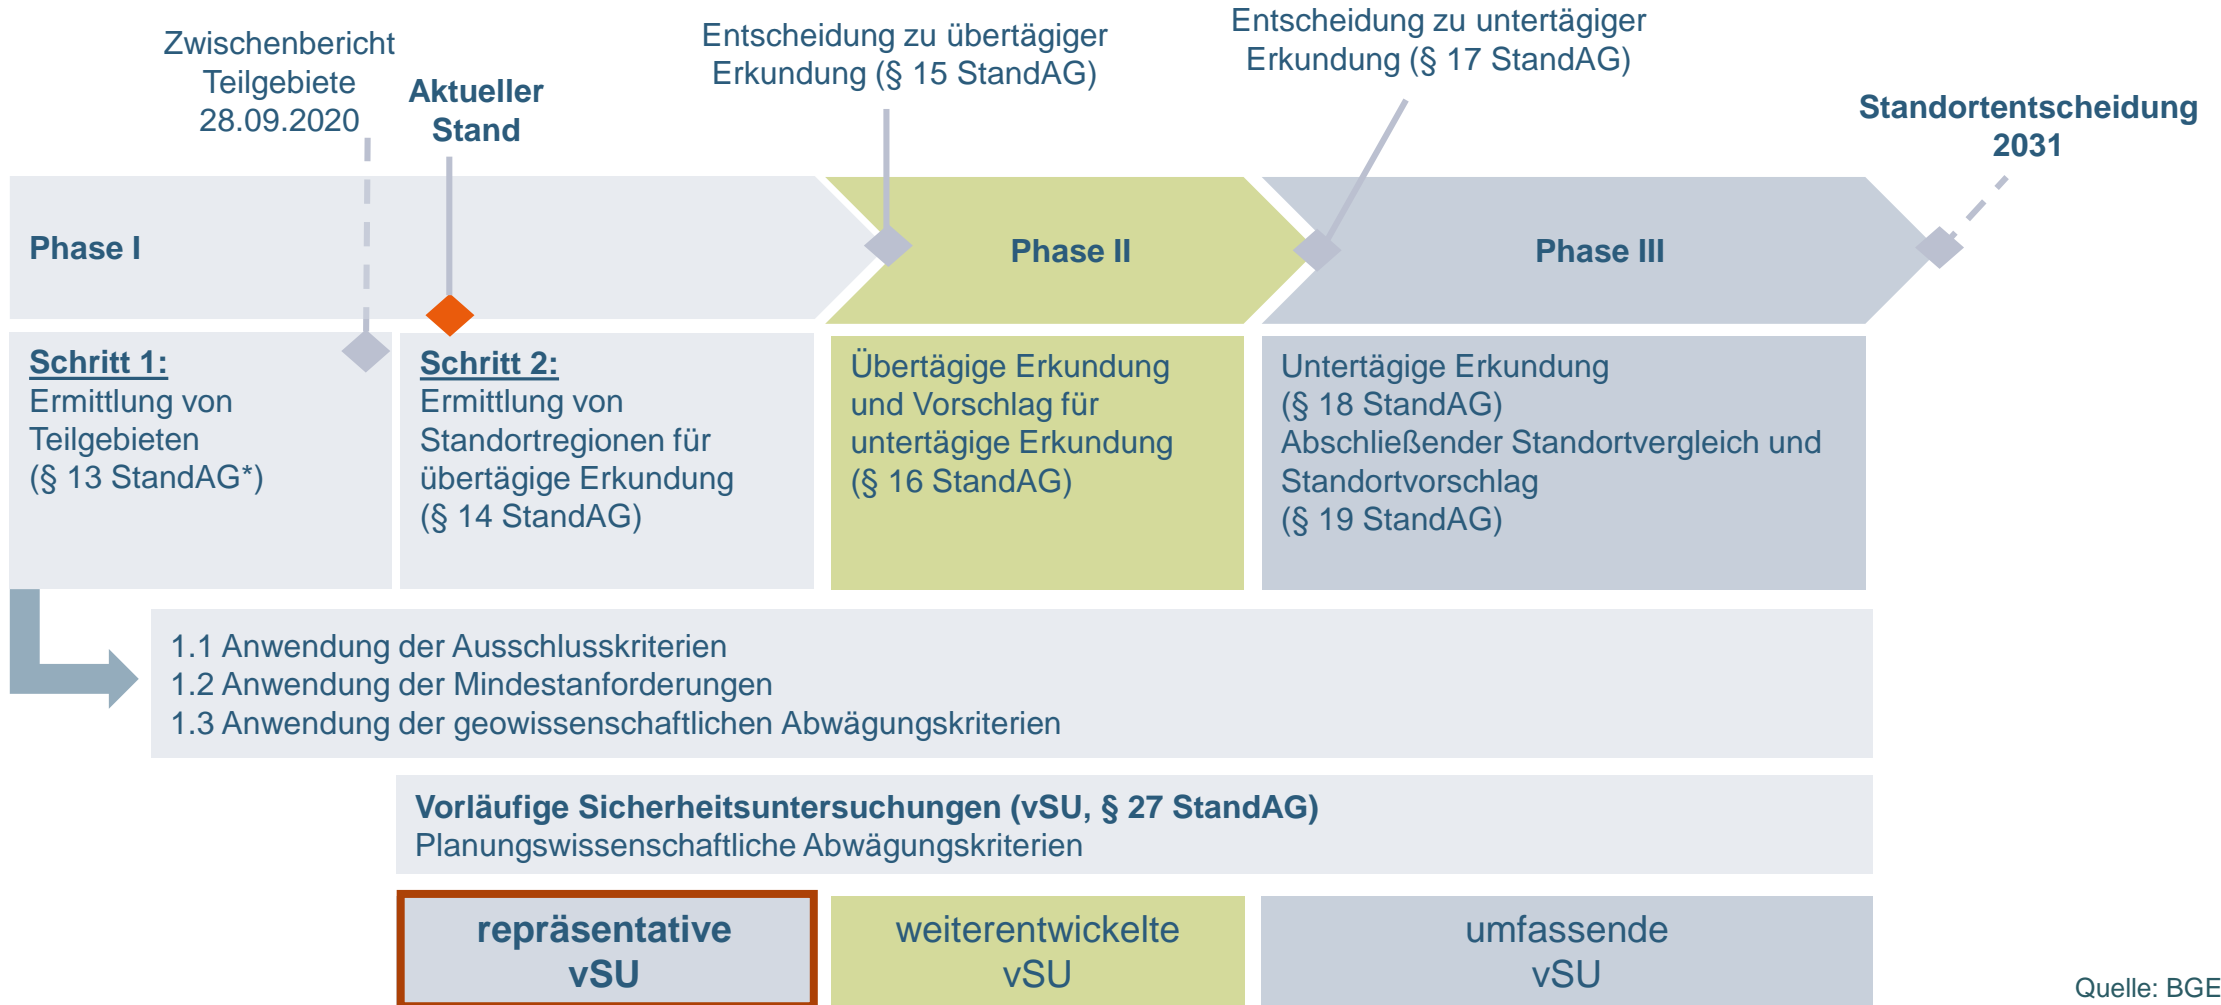 Zwischenbericht
Teilgebiete
28.09.2020
Aktueller
Stand
Entscheidung zu übertägiger
Erkundung (§ 15 StandAG)
Entscheidung zu untertägiger
Erkundung (§ 17 StandAG)
Standortentscheidung
2031
Phase I
Phase II
Phase III
Schritt 1:
Ermittlung von
Teilgebieten
(§ 13 StandAG*)
Schritt 2:
Ermittlung von
Standortregionen für
übertägige Erkundung
(§ 14 StandAG)
Übertägige Erkundung
und Vorschlag für
untertägige Erkundung
(§ 16 StandAG)
Untertägige Erkundung
(§ 18 StandAG)
Abschließender Standortvergleich und
Standortvorschlag
(§ 19 StandAG)
1.1 Anwendung der Ausschlusskriterien
1.2 Anwendung der Mindestanforderungen
1.3 Anwendung der geowissenschaftlichen Abwägungskriterien
Vorläufige Sicherheitsuntersuchungen (vSU, § 27 StandAG)
Planungswissenschaftliche Abwägungskriterien
repräsentative
vSU
weiterentwickelte
vSU
umfassende
vSU
Quelle: BGE